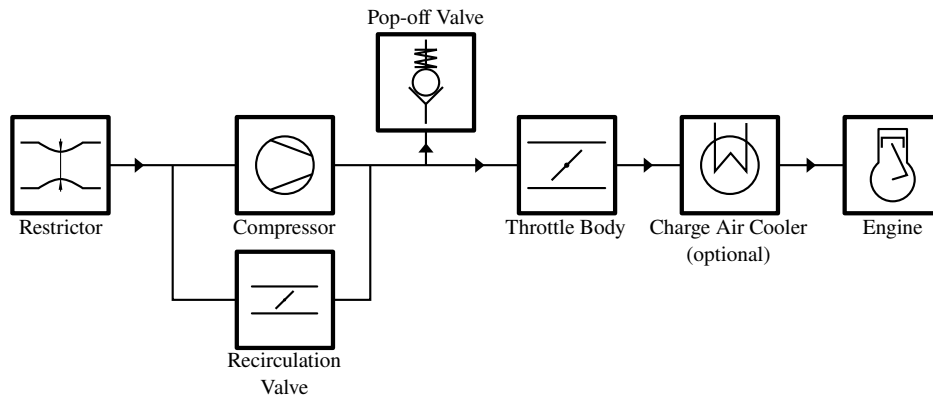 Pop-off Valve
Restrictor
Compressor
Throttle Body
Charge Air Cooler
(optional)
Engine
Recirculation
Valve